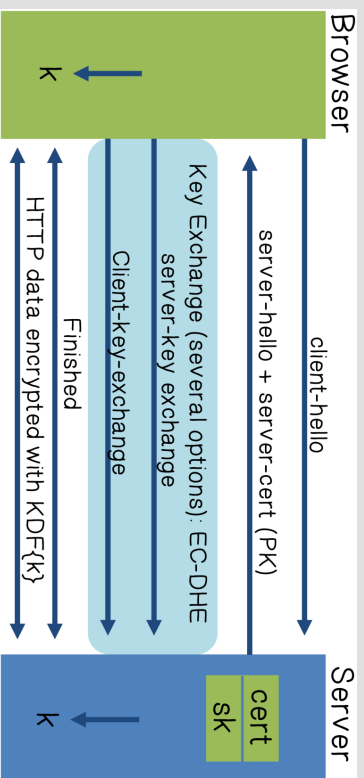 Browser
Server
client-hello
server-hello + server-cert (PK)
cert
sk
Key Exchange (several options): EC-DHE
server-key exchange
Client-key-exchange
Finished
HTTP data encrypted with KDF{k}
k
k